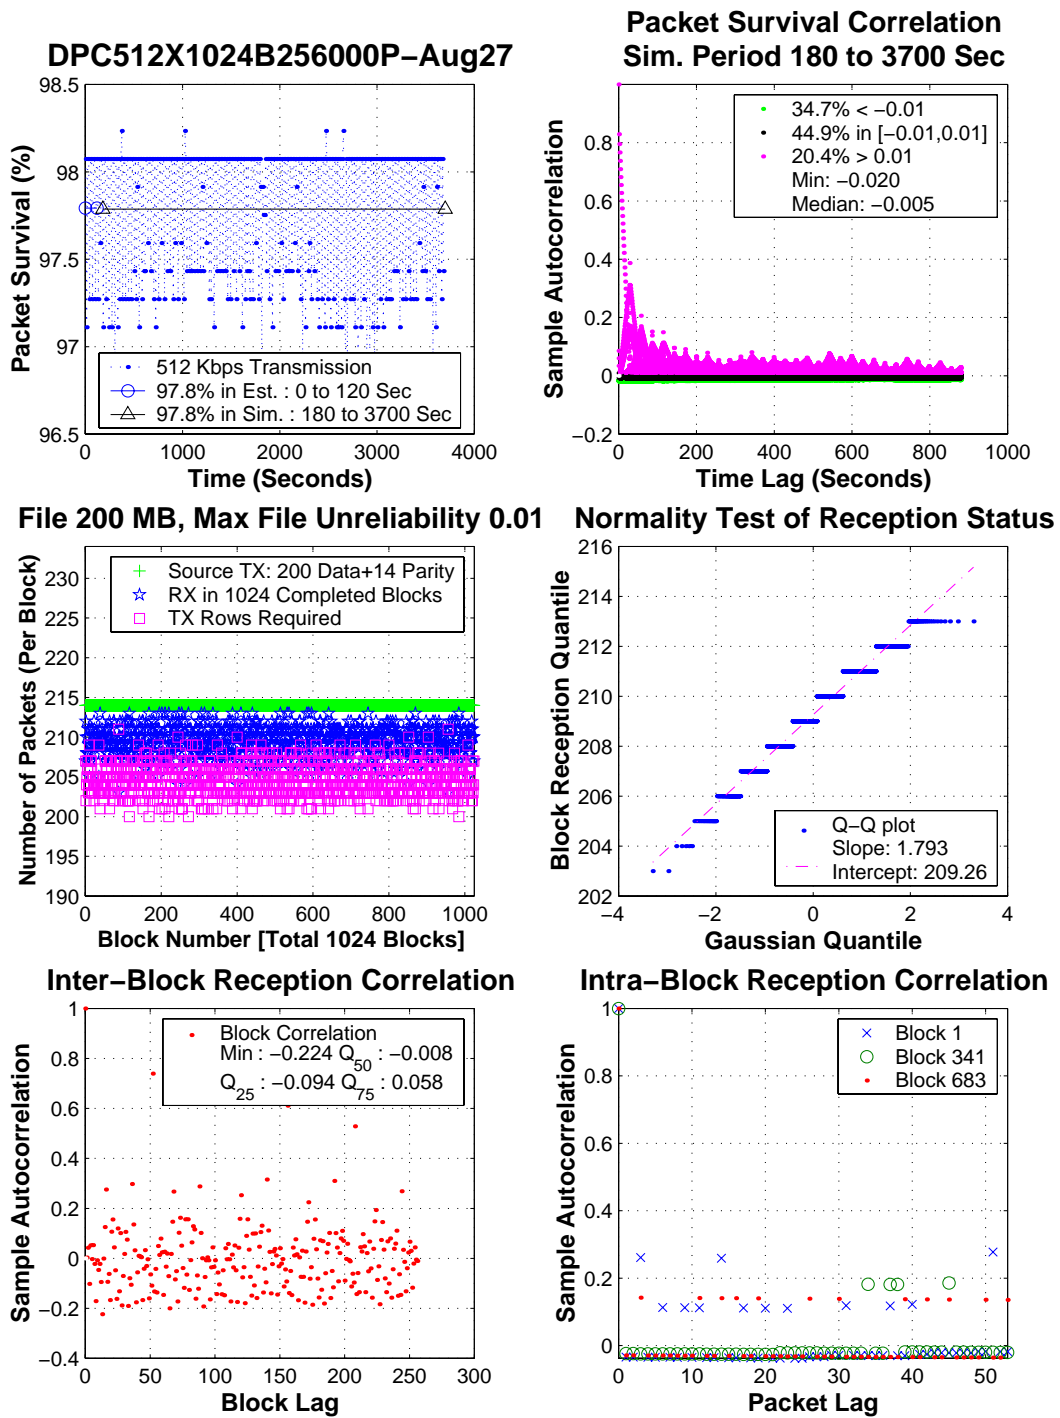 DPC512X1024B256000P−Aug27
98.5
98
97.5
97
96.5
Packet Survival (%)
512 Kbps Transmission
97.8% in Est. : 0 to 120 Sec
97.8% in Sim. : 180 to 3700 Sec
0 1000 2000 3000 4000
Time (Seconds)
Packet Survival Correlation
Sim. Period 180 to 3700 Sec
0.8
0.6
0.4
0.2
0
−0.2
Sample Autocorrelation
34.7% < −0.01
44.9% in [−0.01,0.01]
20.4% > 0.01
Min: −0.020
Median: −0.005
0 200 400 600 800 1000
Time Lag (Seconds)
File 200 MB, Max File Unreliability 0.01
230
225
220
215
210
205
200
195
190
Number of Packets (Per Block)
Source TX: 200 Data+14 Parity
RX in 1024 Completed Blocks
TX Rows Required
0 200 400 600 800 1000
Block Number [Total 1024 Blocks]
Normality Test of Reception Status
216
214
212
210
208
206
204
202
Block Reception Quantile
Q−Q plot
Slope: 1.793
Intercept: 209.26
−4 −2 0 2 4
Gaussian Quantile
Inter−Block Reception Correlation
1
0.8
0.6
0.4
0.2
0
−0.2
−0.4
Sample Autocorrelation
Block Correlation
Min : −0.224 Q50 : −0.008
Q25 : −0.094 Q75 : 0.058
0 50 100 150 200 250 300
Block Lag
Intra−Block Reception Correlation
1
0.8
0.6
0.4
0.2
0
Sample Autocorrelation
Block 1
Block 341
Block 683
0 10 20 30 40 50
Packet Lag